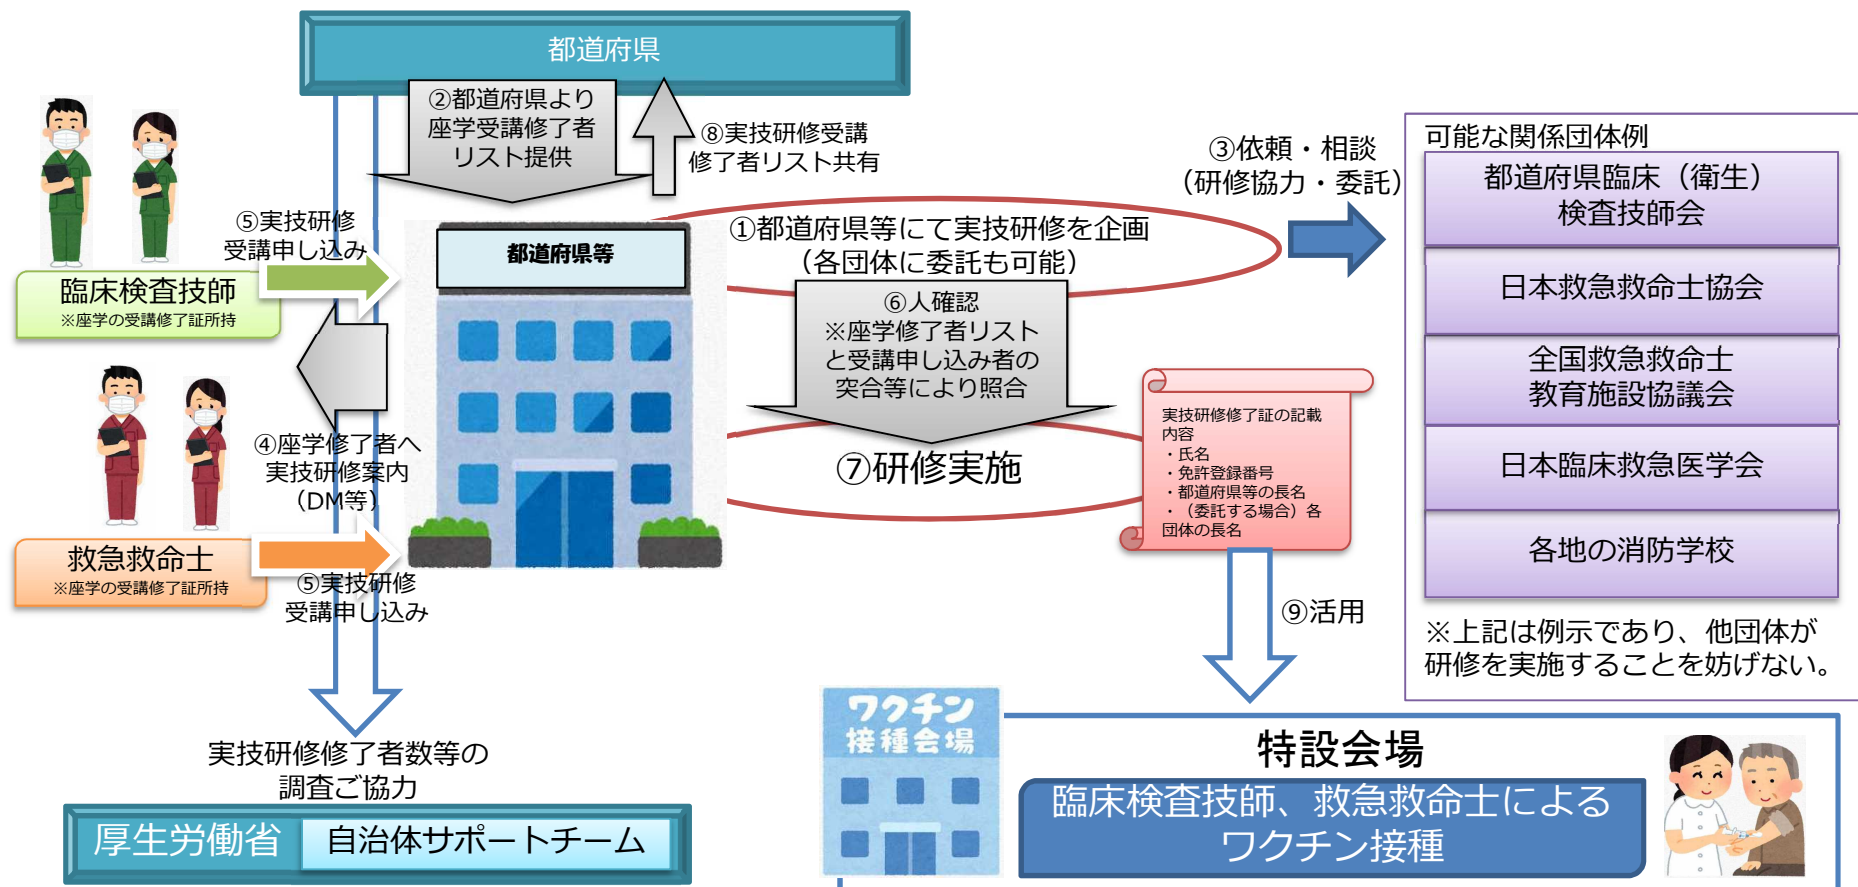 都道府県
②都道府県より
座学受講修了者
リスト提供
⑧実技研修受講
修了者リスト共有
③依頼・相談
（研修協力・委託）
可能な関係団体例
都道府県臨床（衛生）
検査技師会
日本救急救命士協会
全国救急救命士
教育施設協議会
日本臨床救急医学会
各地の消防学校
※上記は例示であり、他団体が
研修を実施することを妨げない。
⑤実技研修
受講申し込み
臨床検査技師
※座学の受講修了証所持
都道府県等
①都道府県等にて実技研修を企画
（各団体に委託も可能）
⑥人確認
※座学修了者リスト
と受講申し込み者の
突合等により照合
⑦研修実施
④座学修了者へ
実技研修案内
（DM等）
救急救命士
※座学の受講修了証所持
⑤実技研修
受講申し込み
実技研修修了証の記載
内容
・氏名
・免許登録番号
・都道府県等の長名
・（委託する場合）各
団体の長名
⑨活用
実技研修修了者数等の
調査ご協力
厚生労働省
自治体サポートチーム
ワクチン
接種会場
特設会場
臨床検査技師、救急救命士による
ワクチン接種